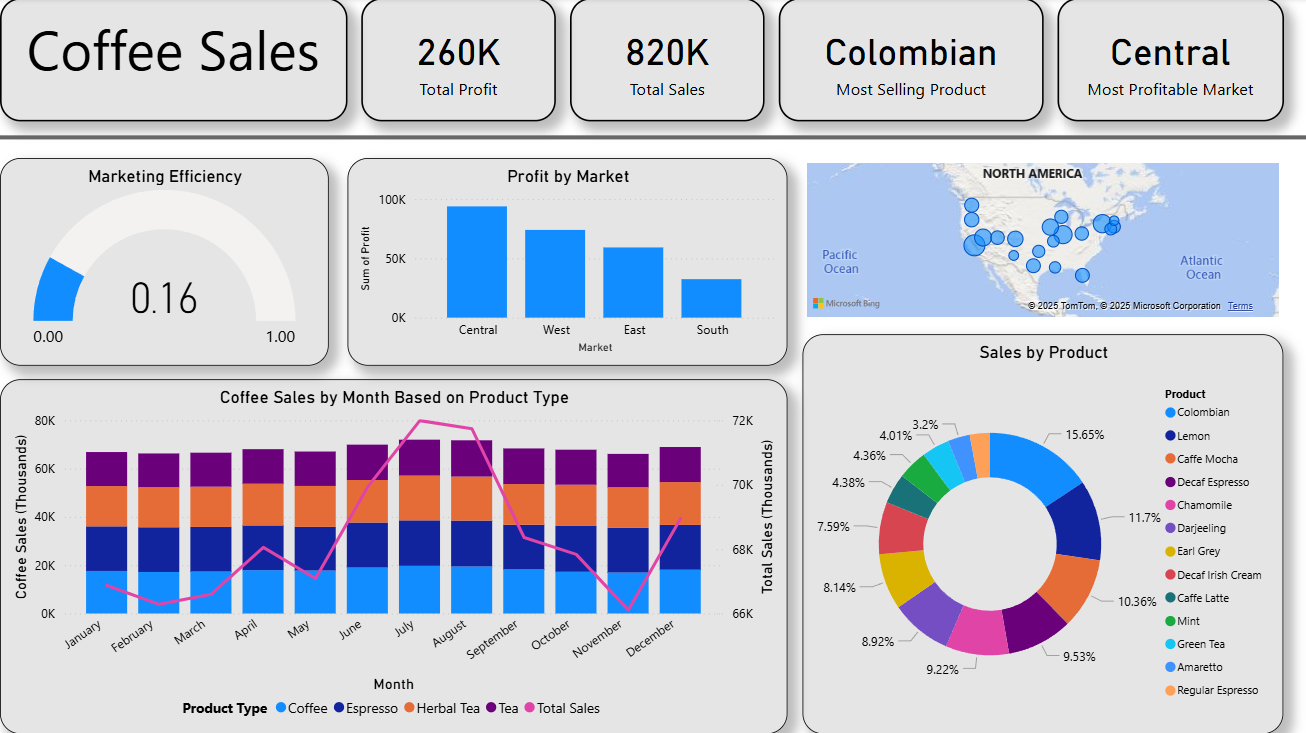 Coffee Sales
260K
Total Profit
820K
Total Sales
Colombian
Most Selling Product
Central
Most Profitable Market
Marketing Efficiency
0.16
0.00
1.00
Profit by Market
Sum of Profit
100K
50K
0K
Central
West
East
South
Market
NORTH AMERICA
Pacific
Ocean
Atlantic
Ocean
Microsoft Bing
© 2025 TomTom, © 2025 Microsoft Corporation Terms
Coffee Sales by Month Based on Product Type
Coffee Sales (Thousands)
80K
60K
40K
20K
0K
72K
70K
68K
66K
Total Sales (Thousands)
January
February
March
April
May
June
July
August
September
October
November
December
Month
Product Type Coffee Espresso Herbal Tea Tea Total Sales
Sales by Product
15.65%
11.7%
10.36%
9.53%
9.22%
8.92%
8.14%
7.59%
4.38%
4.36%
4.01%
3.2%
Product
Colombian
Lemon
Caffe Mocha
Decaf Espresso
Chamomile
Darjeeling
Earl Grey
Decaf Irish Cream
Caffe Latte
Mint
Green Tea
Amaretto
Regular Espresso